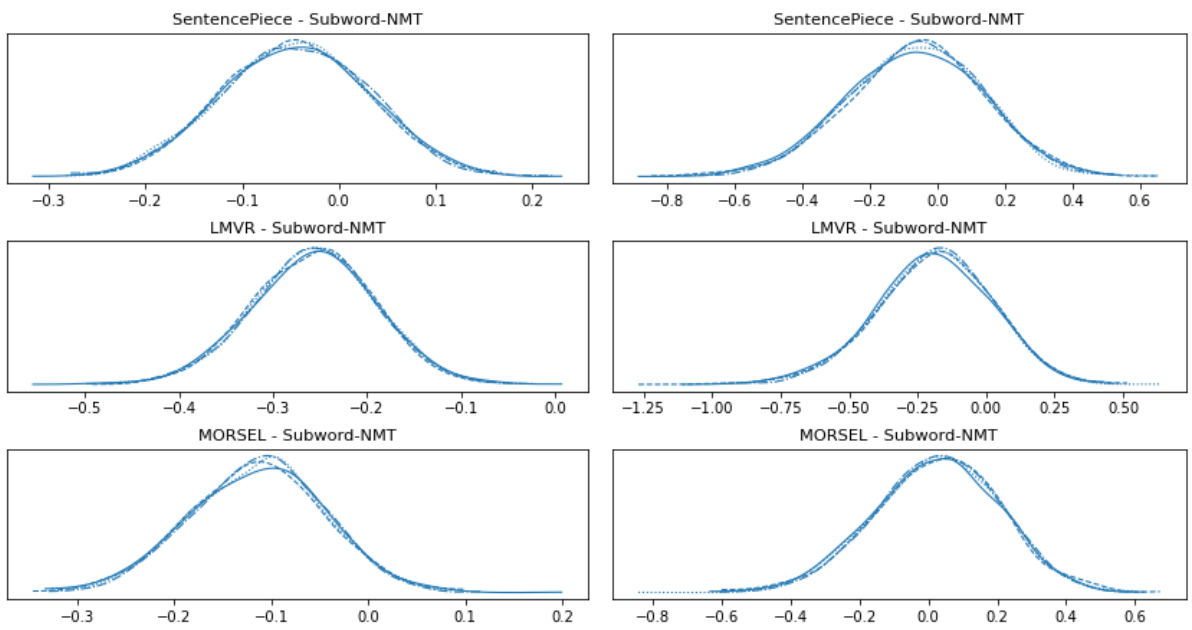 SentencePiece - Subword-NMT
−0.3 −0.2 −0.1 0.0 0.1 0.2
SentencePiece - Subword-NMT
−0.8 −0.6 −0.4 −0.2 0.0 0.2 0.4 0.6
LMVR - Subword-NMT
−0.5 −0.4 −0.3 −0.2 −0.1 0.0
LMVR - Subword-NMT
−1.25 −1.00 −0.75 −0.50 −0.25 0.00 0.25 0.50
MORSEL - Subword-NMT
−0.3 −0.2 −0.1 0.0 0.1 0.2
MORSEL - Subword-NMT
−0.8 −0.6 −0.4 −0.2 0.0 0.2 0.4 0.6